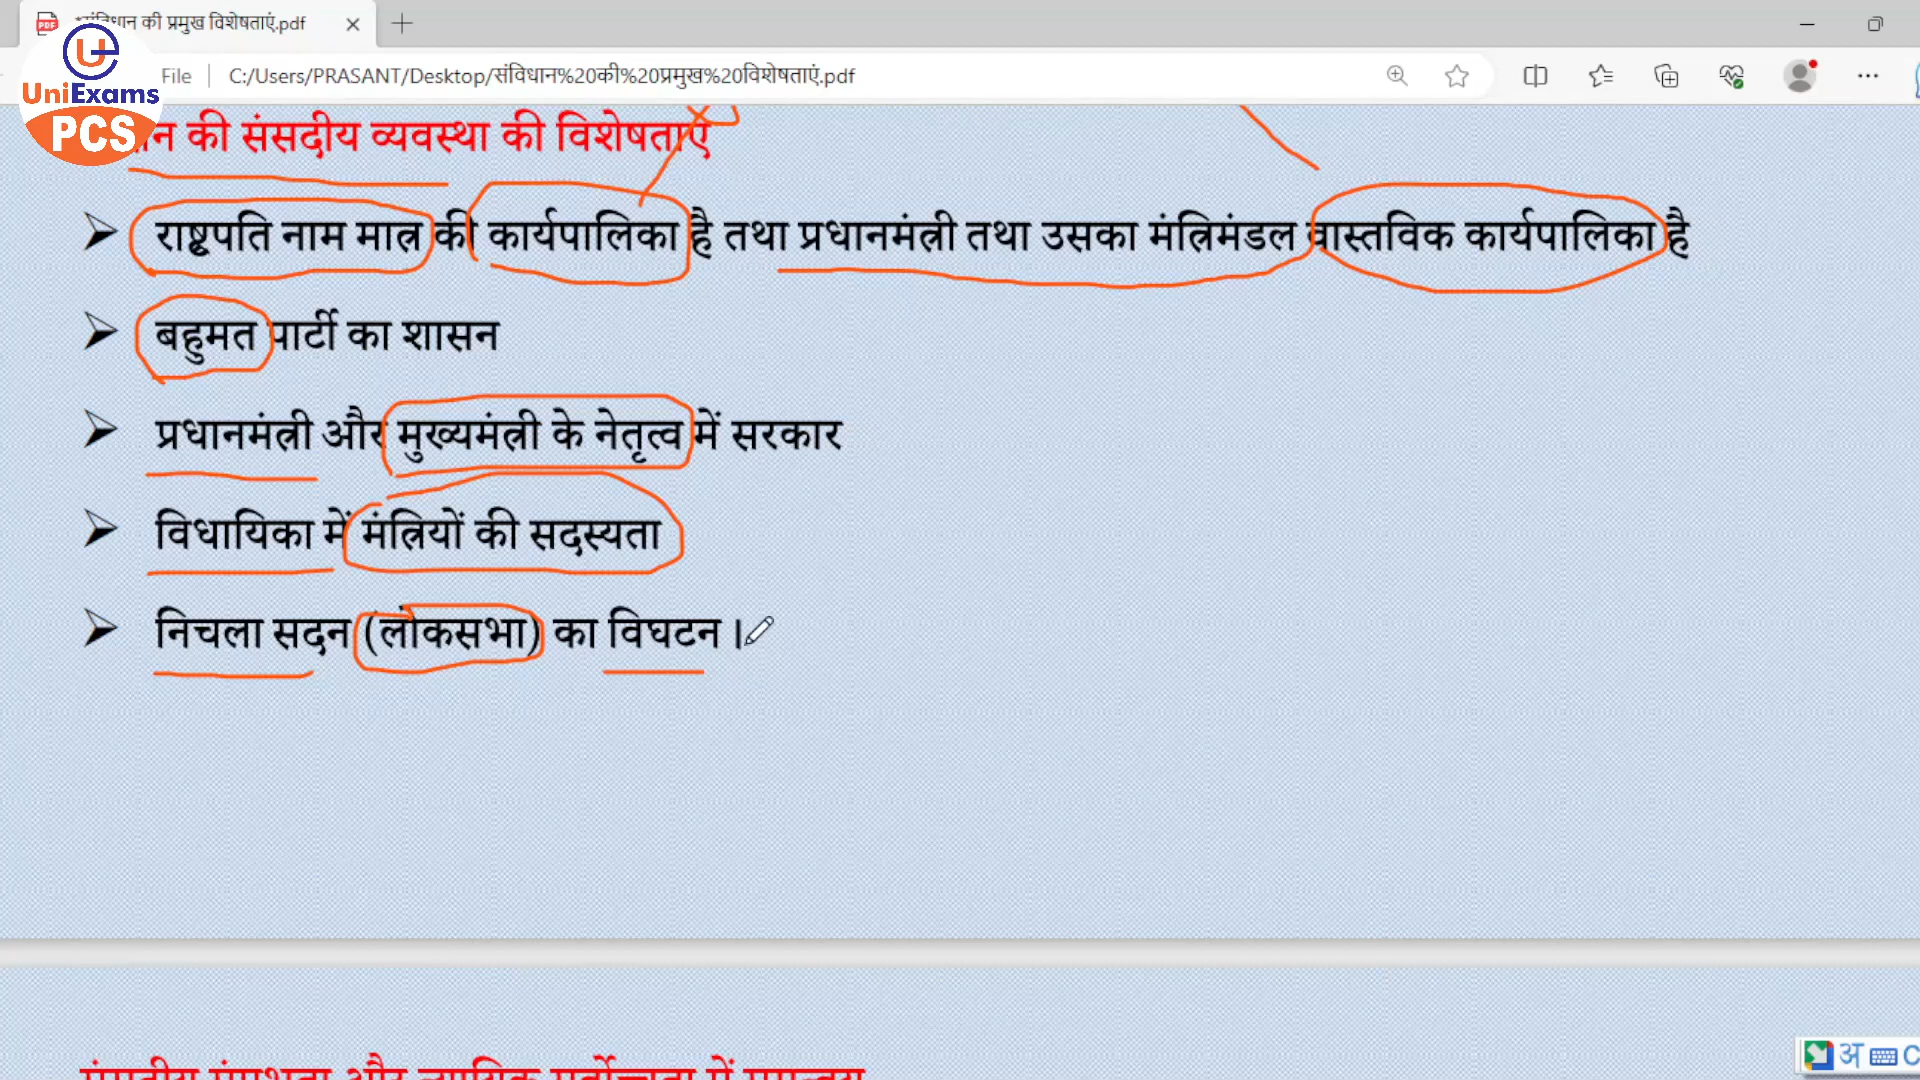 संविधान की प्रमुख विशेषताएं.pdf
UniExams
PCS
File
C:/Users/PRASANT/Desktop/संविधान%20की%20प्रमुख%20विशेषताएं.pdf
की संसदीय व्यवस्था की विशेषताएं
राष्ट्रपति नाम मात्र की कार्यपालिका है तथा प्रधानमंत्री तथा उसका मंत्रिमंडल वास्तविक कार्यपालिका है
बहुमत पार्टी का शासन
प्रधानमंत्री और मुख्यमंत्री के नेतृत्व में सरकार
विधायिका में मंत्रियों की सदस्यता
निचला सदन (लोकसभा) का विघटन।
अ